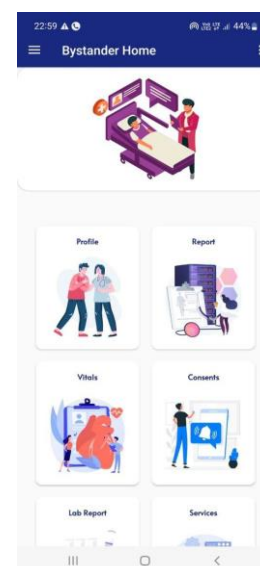 22:59 44%
Bystander Home
Profile Report
Vitals Consents
Lab Report Services